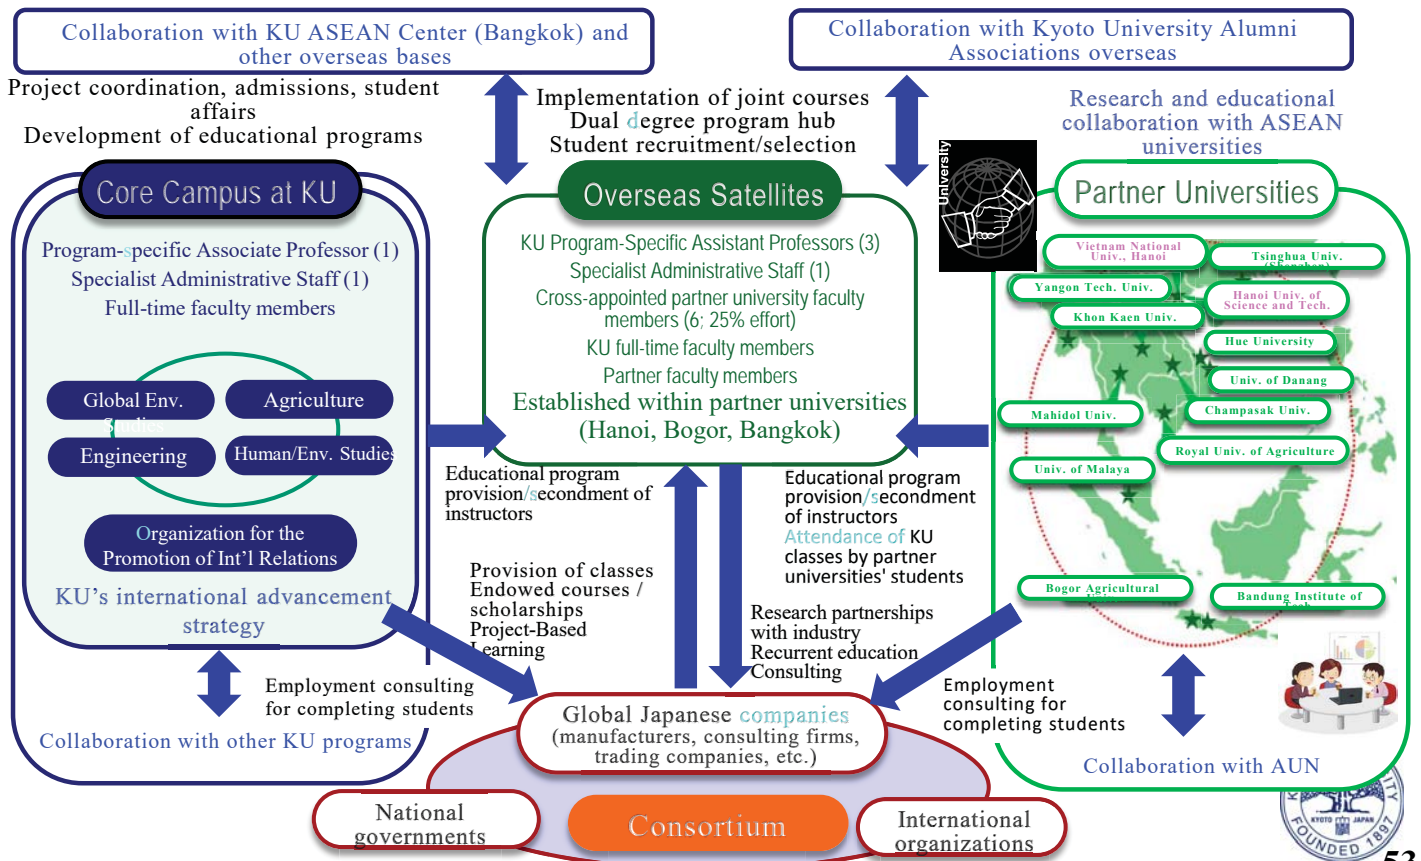 Collaboration with KU ASEAN Center (Bangkok) and
other overseas bases
Collaboration with Kyoto University Alumni
Associations overseas
Project coordination, admissions, student
affairs
Development of educational programs
Implementation of joint courses
Dual degree program hub
Student recruitment/selection
Research and educational
collaboration with ASEAN
universities
University
Core Campus at KU
Program-specific Associate Professor (1)
Specialist Administrative Staff (1)
Full-time faculty members
Global Env.
Studies
Agriculture
Engineering
Human/Env. Studies
Organization for the
Promotion of Int'l Relations
KU's international advancement
strategy
Employment consulting
for completing students
Collaboration with other KU programs
Overseas Satellites
KU Program-Specific Assistant Professors (3)
Specialist Administrative Staff (1)
Cross-appointed partner university faculty
members (6; 25% effort)
KU full-time faculty members
Partner faculty members
Established within partner universities
(Hanoi, Bogor, Bangkok)
Educational program
provision/secondment of
instructors
Provision of classes
Endowed courses /
scholarships
Project-Based
Learning
Educational program
provision/secondment
of instructors
Attendance of KU
classes by partner
universities' students
Research partnerships
with industry
Recurrent education
Consulting
Partner Universities
Vietnam National
Univ., Hanoi
Tsinghua Univ.
(Shenzhen)
Yangon Tech. Univ.
Hanoi Univ. of
Science and Tech.
Khon Kaen Univ.
Hue University
Univ. of Danang
Mahidol Univ.
Champasak Univ.
Royal Univ. of Agriculture
Univ. of Malaya
Bogor Agricultural
Bandung Institute of
Tech.
Employment
consulting for
completing students
Collaboration with AUN
Global Japanese companies
(manufacturers, consulting firms,
trading companies, etc.)
National
governments
Consortium
International
organizations
KYOTO JAPAN
FOUNDED 1897
52